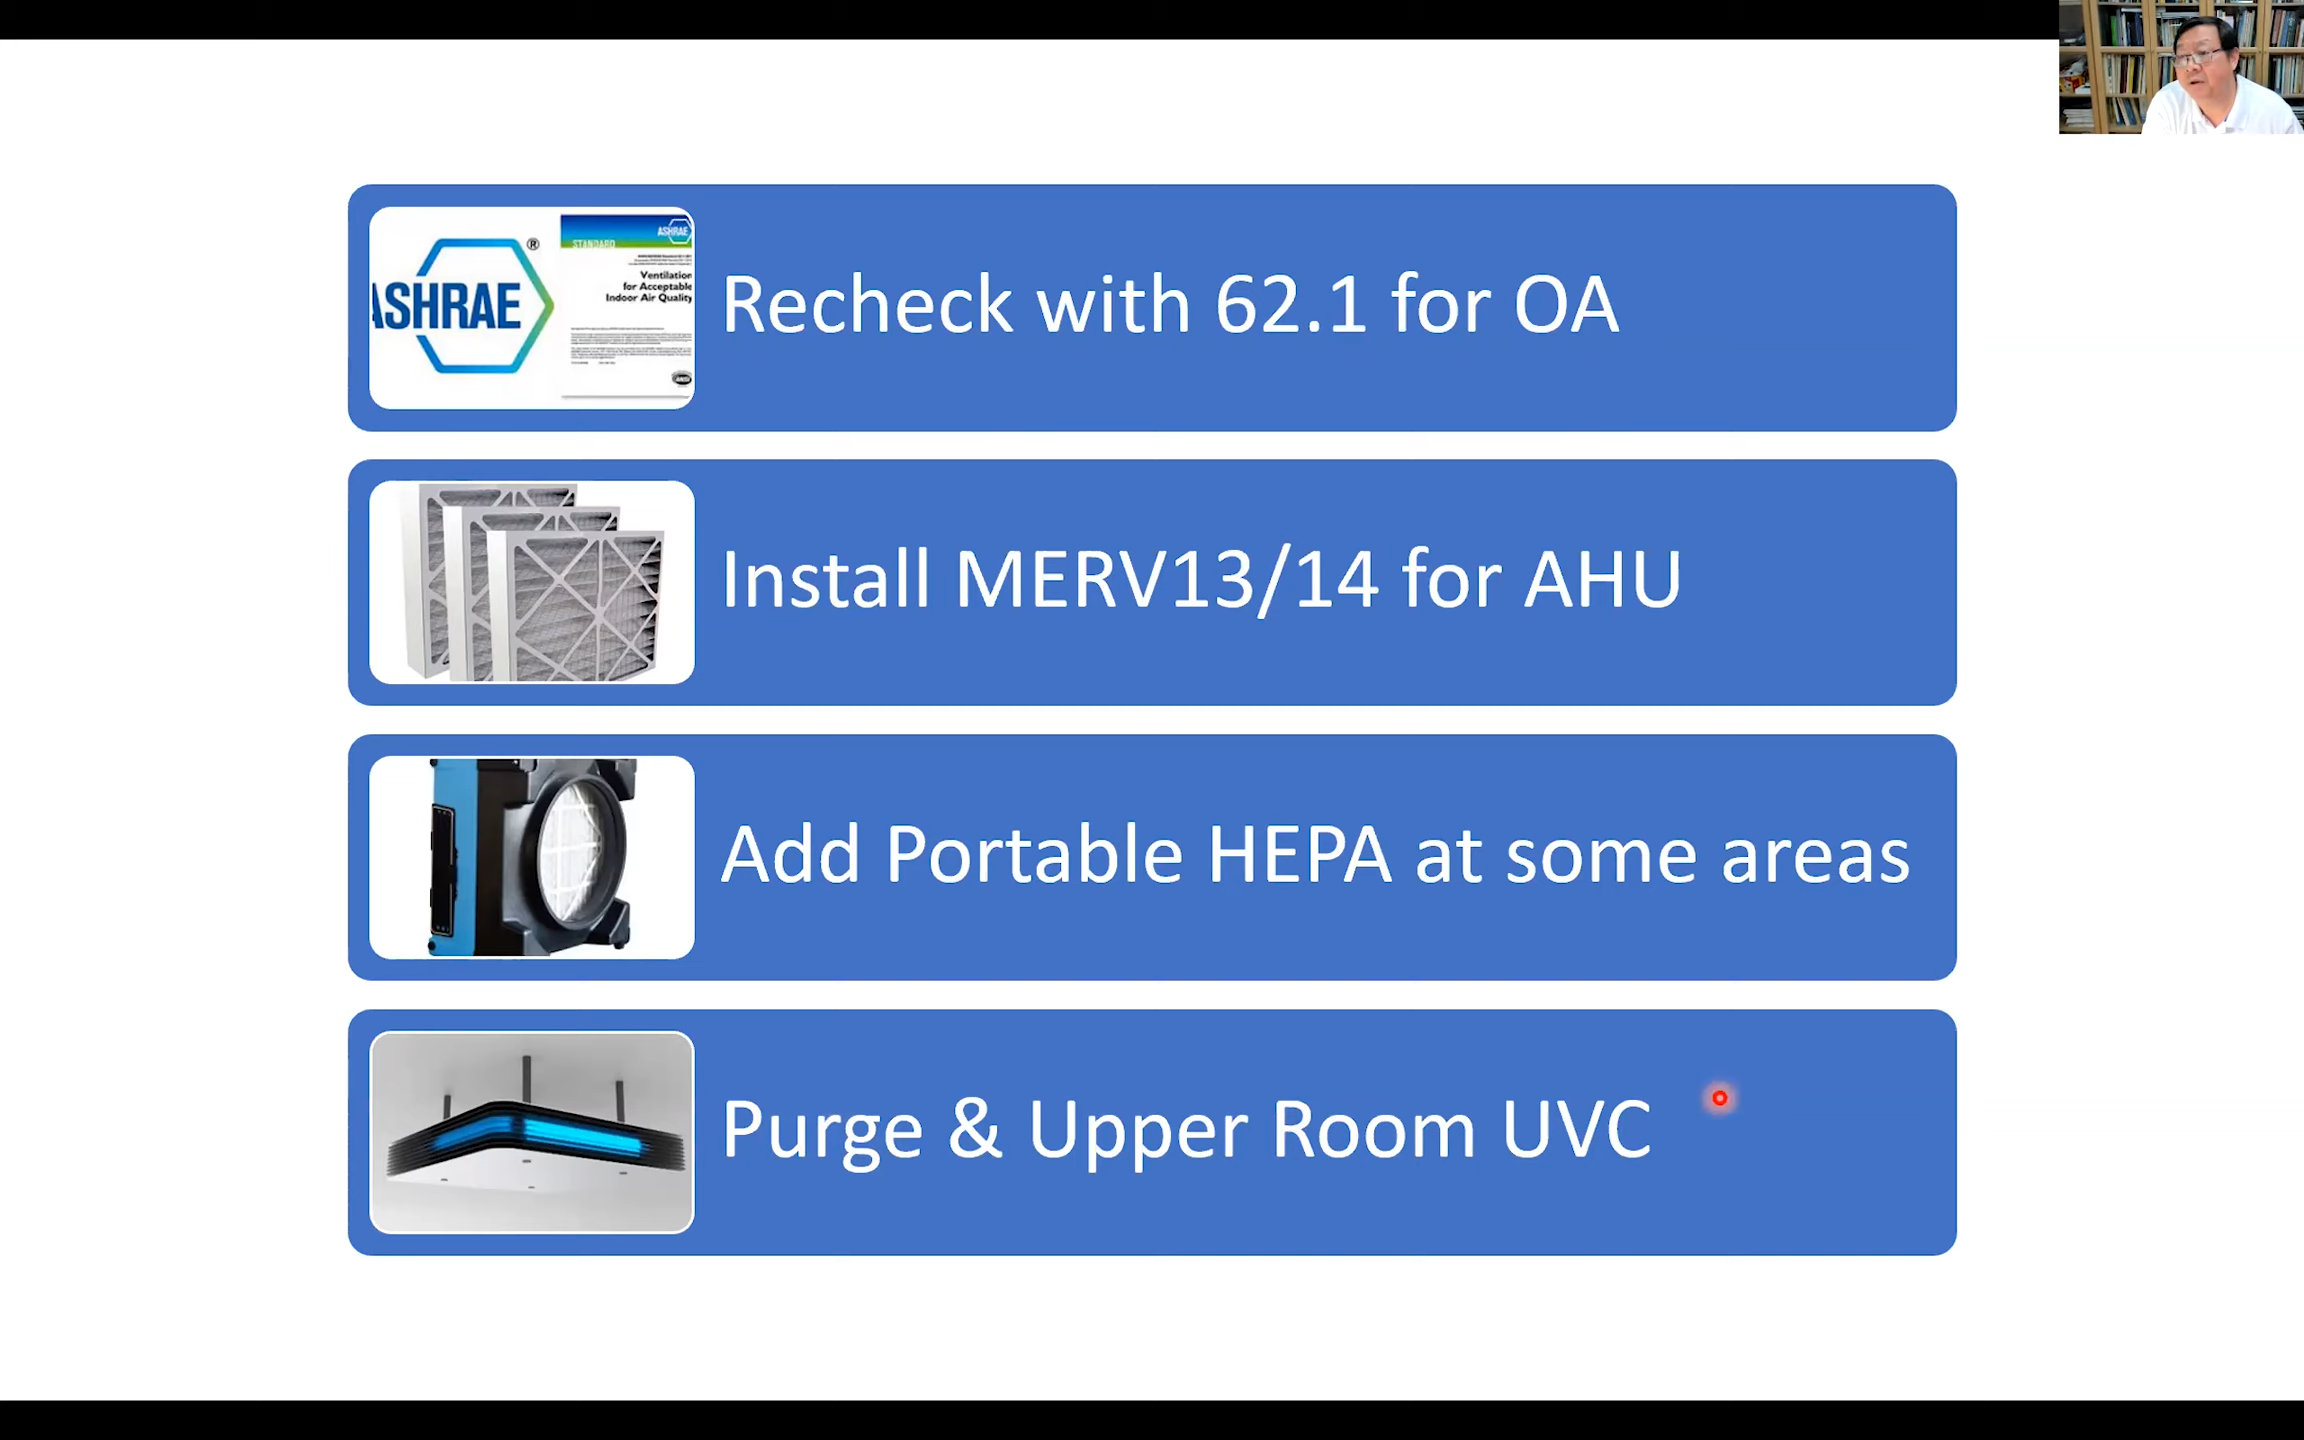 ASHRAE
®
STANDARD
ASHRAE
Ventilation
for Acceptable
Indoor Air Quality
Recheck with 62.1 for OA
Install MERV13/14 for AHU
Add Portable HEPA at some areas
Purge & Upper Room UVC